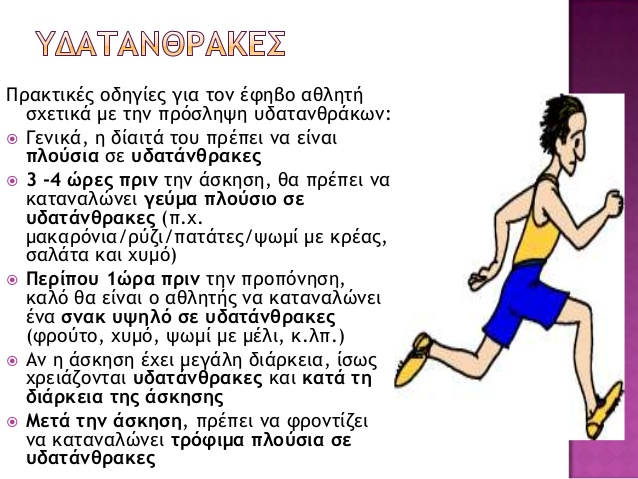 ΥΔΑΤΑΝΘΡΑΚΕΣ
Πρακτικές οδηγίες για τον έφηβο αθλητή
σχετικά με την πρόσληψη υδατανθράκων:
Γενικά, η δίαιτά του πρέπει να είναι
πλούσια σε υδατάνθρακες
3 -4 ώρες πριν την άσκηση, θα πρέπει να
καταναλώνει γεύμα πλούσιο σε
υδατάνθρακες (π.χ.
μακαρόνια/ρύζι/πατάτες/ψωμί με κρέας,
σαλάτα και χυμό)
Περίπου 1ώρα πριν την προπόνηση,
καλό θα είναι ο αθλητής να καταναλώνει
ένα σνακ υψηλό σε υδατάνθρακες
(φρούτο, χυμό, ψωμί με μέλι, κ.λπ.)
Αν η άσκηση έχει μεγάλη διάρκεια, ίσως
χρειάζονται υδατάνθρακες και κατά τη
διάρκεια της άσκησης
Μετά την άσκηση, πρέπει να φροντίζει
να καταναλώνει τρόφιμα πλούσια σε
υδατάνθρακες